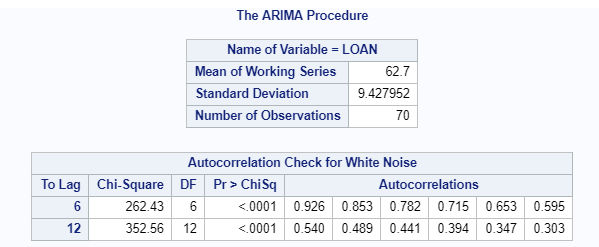 The ARIMA Procedure
Name of Variable = LOAN
Mean of Working Series 62.7
Standard Deviation 9.427952
Number of Observations 70
Autocorrelation Check for White Noise
To Lag Chi-Square DF Pr > ChiSq Autocorrelations
6 262.43 6 <.0001 0.926 0.853 0.782 0.715 0.653 0.595
12 352.56 12 <.0001 0.540 0.489 0.441 0.394 0.347 0.303